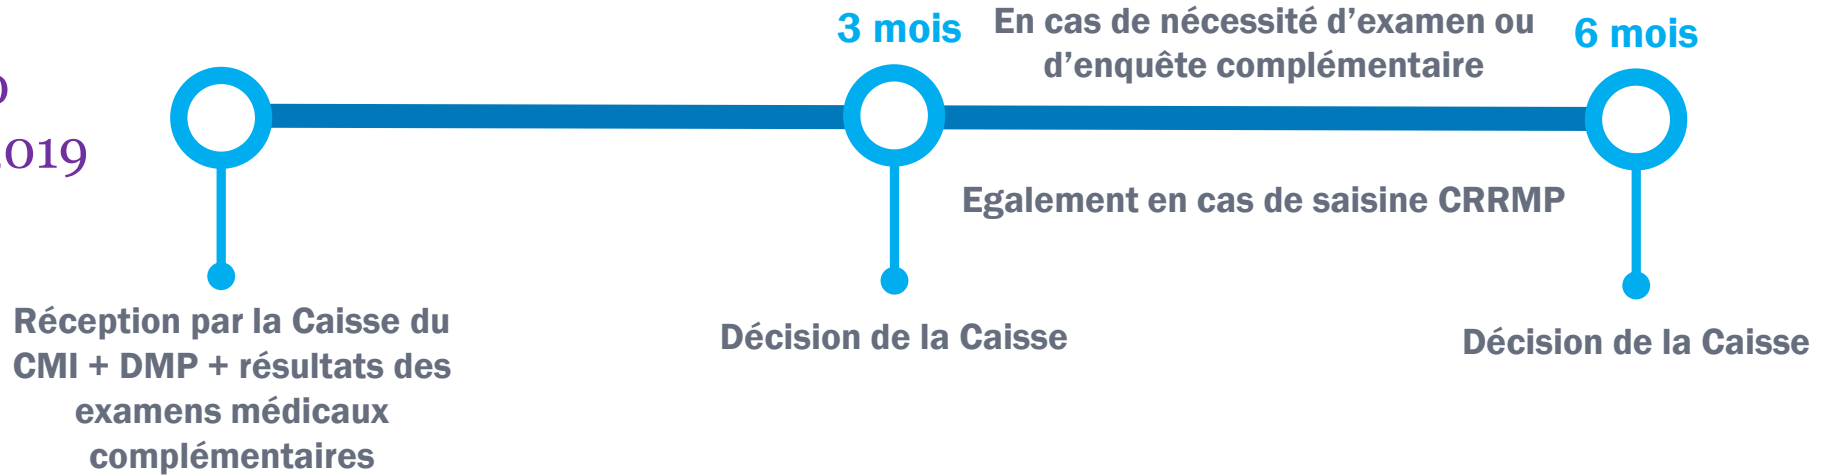 3 mois
En cas de nécessité d'examen ou
d'enquête complémentaire
6 mois
2019
Egalement en cas de saisine CRRMP
Réception par la Caisse du
CMI + DMP + résultats des
examens médicaux
complémentaires
Décision de la Caisse
Décision de la Caisse